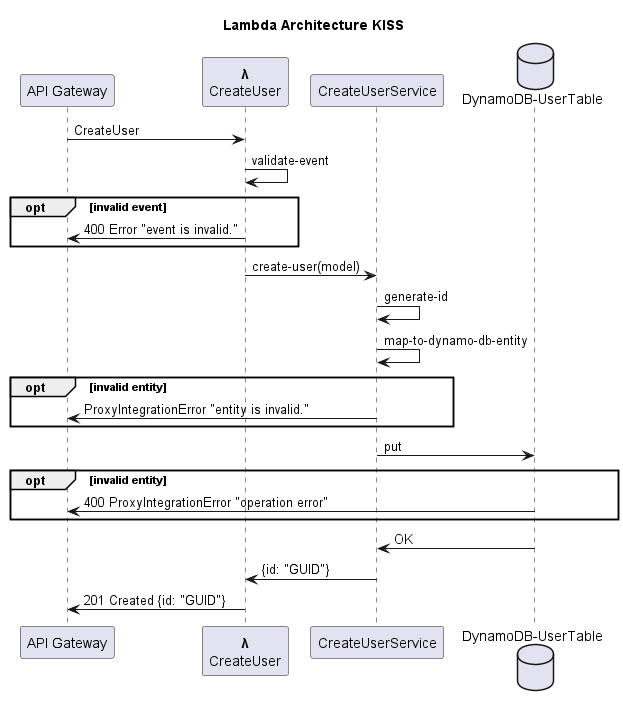 Lambda Architecture KISS
API Gateway
λ
CreateUser
CreateUserService
DynamoDB-UserTable
CreateUser
validate-event
opt [invalid event]
400 Error "event is invalid."
create-user(model)
generate-id
map-to-dynamo-db-entity
opt [invalid entity]
ProxyIntegrationError "entity is invalid."
put
opt [invalid entity]
400 ProxyIntegrationError "operation error"
OK
{id: "GUID"}
201 Created {id: "GUID"}
API Gateway
λ
CreateUser
CreateUserService
DynamoDB-UserTable